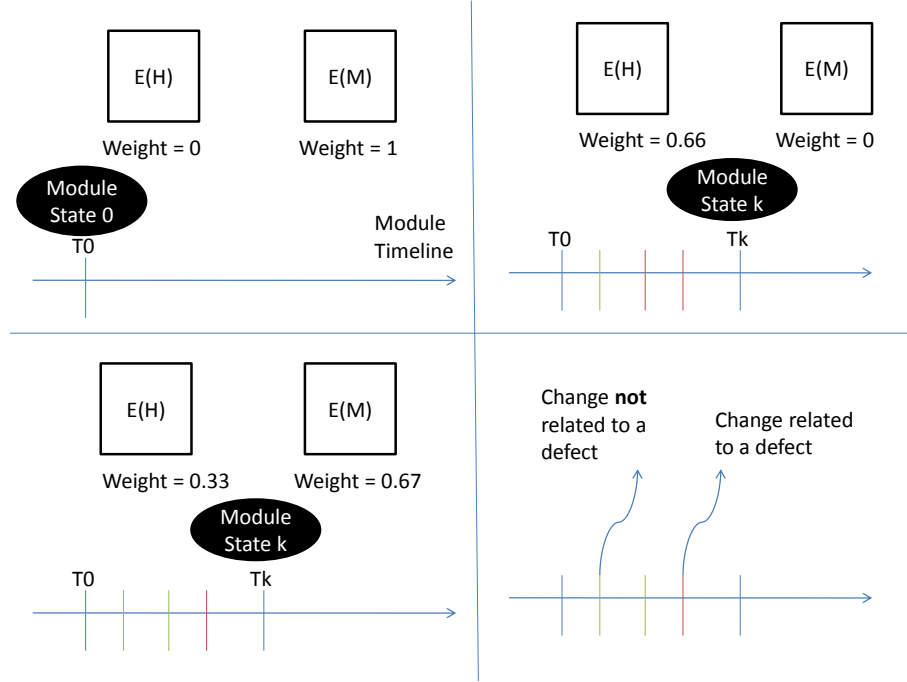 E(H)
E(M)
Weight = 0
Weight = 1
Module
State 0
T0
Module
Timeline
E(H)
E(M)
Weight = 0.66
Weight = 0
Module
State k
T0
Tk
E(H)
E(M)
Weight = 0.33
Weight = 0.67
Module
State k
T0
Tk
Change not
related to a
defect
Change related
to a defect